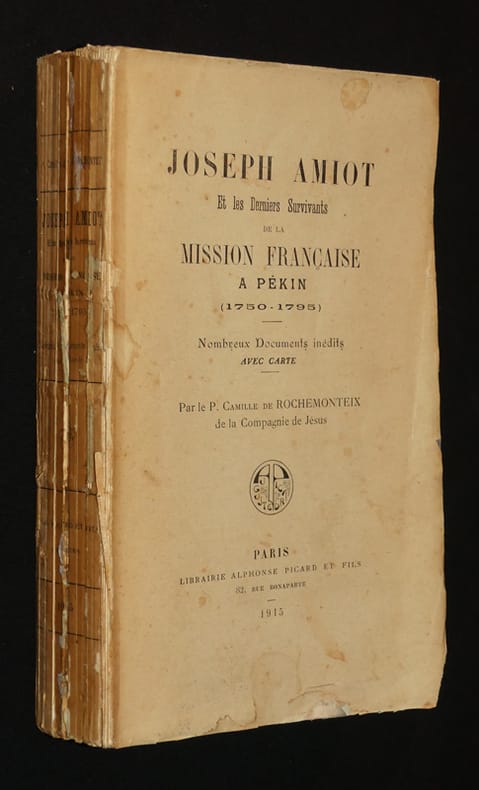 JOSEPH AMIOT
Et les Derniers Survivants
DE LA
MISSION FRANÇAISE
A PÉKIN
(1750-1795)
Nombreux Documents inédits
AVEC CARTE
Par le P. CAMILLE DE ROCHEMONTEIX
de la Compagnie de Jésus
PARIS
LIBRAIRIE ALPHONSE PICARD ET FILS
82, RUE BONAPARTE
1915
JOSEPH AMIOT